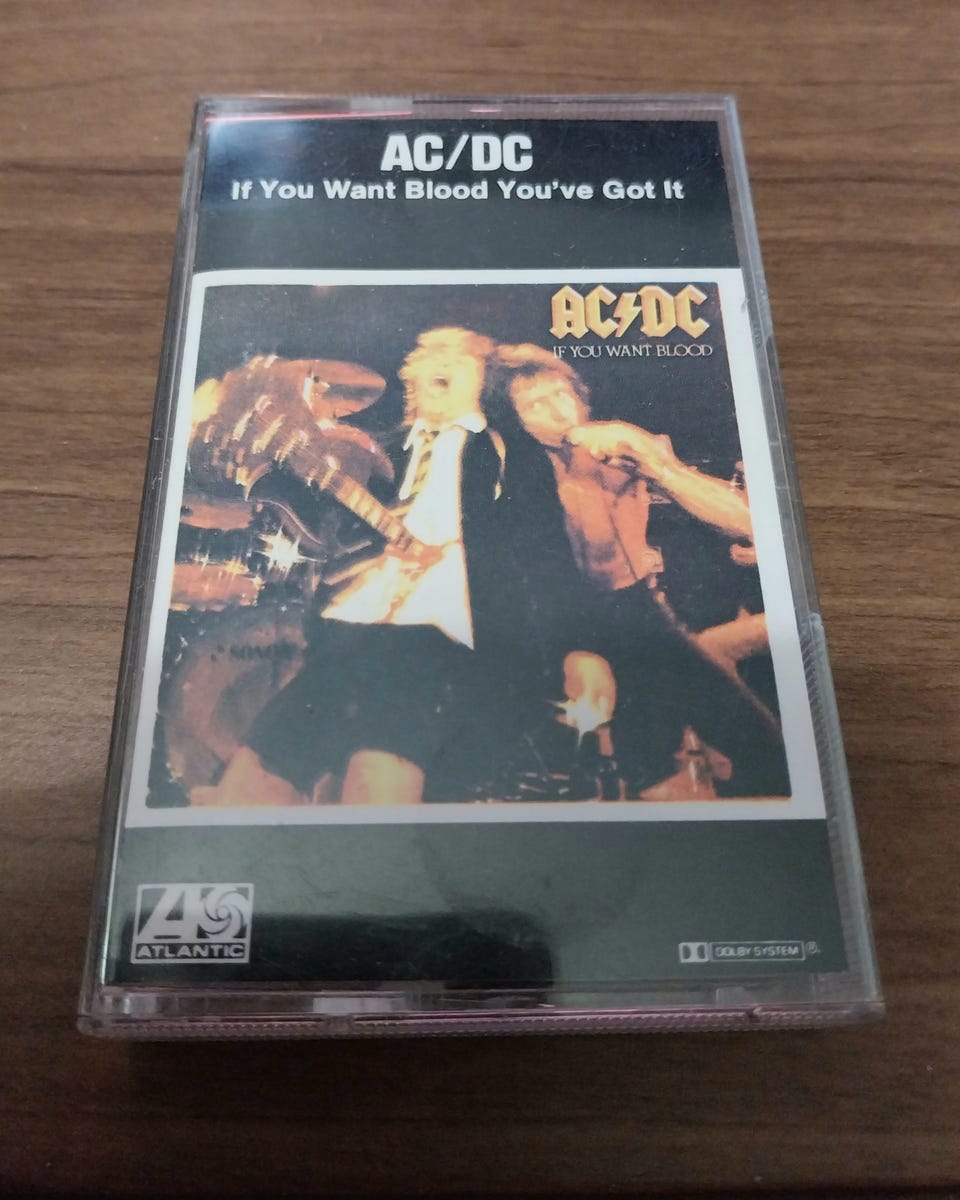 AC/DC
If You Want Blood You've Got It
AC⚡DC
IF YOU WANT BLOOD
SONOR
ATLANTIC
DOLBY SYSTEM ®